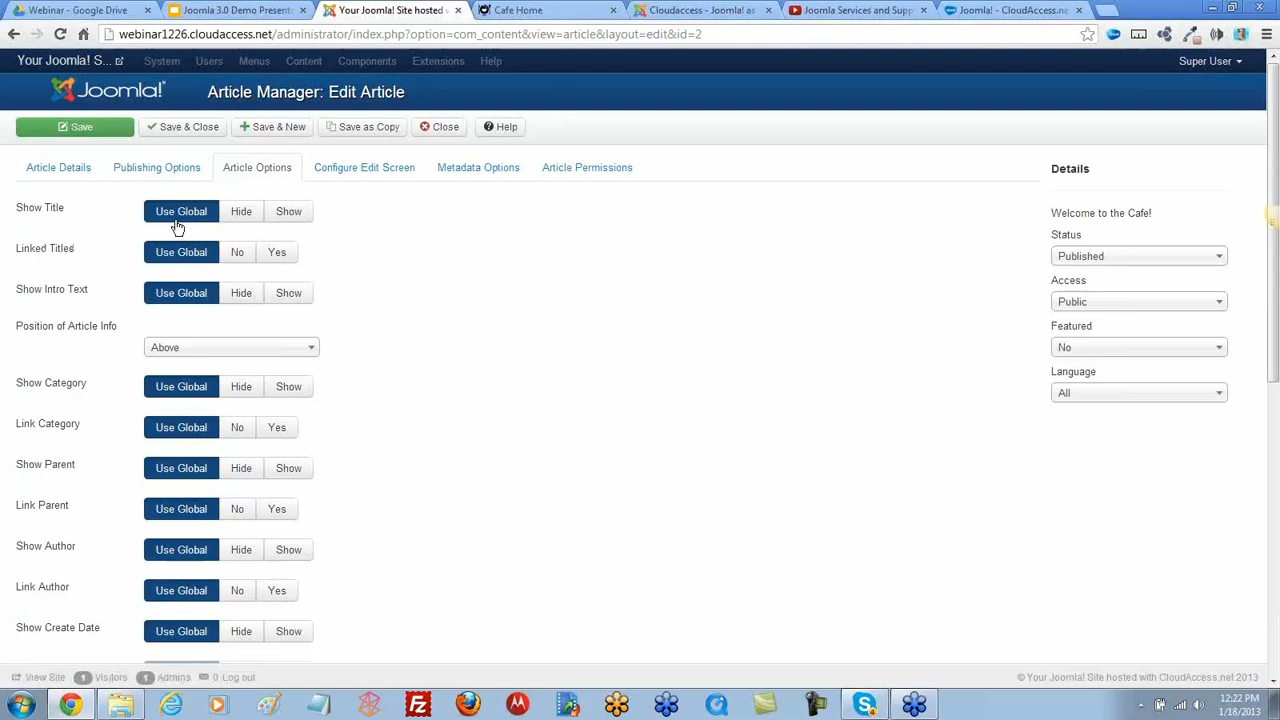 Webinar - Google Drive
Joomla 3.0 Demo Presenta
Your Joomla! Site hosted
Cafe Home
Cloudaccess - Joomla! as
Joomla Services and Supp
Joomla! - CloudAccess.ne
webinar1226.cloudaccess.net/administrator/index.php?option=com_content&view=article&layout=edit&id=2
Your Joomla! S... System Users Menus Content Components Extensions Help Super User
Joomla! Article Manager: Edit Article
Save Save & Close Save & New Save as Copy Close Help
Article Details Publishing Options Article Options Configure Edit Screen Metadata Options Article Permissions
Details
Show Title Use Global Hide Show
Welcome to the Cafe!
Status
Linked Titles Use Global No Yes
Published
Access
Show Intro Text Use Global Hide Show
Public
Position of Article Info
Featured
Above
No
Language
Show Category Use Global Hide Show
All
Link Category Use Global No Yes
Show Parent Use Global Hide Show
Link Parent Use Global No Yes
Show Author Use Global Hide Show
Link Author Use Global No Yes
Show Create Date Use Global Hide Show
View Site 1 Visitors 1 Admins 0 Log out
© Your Joomla! Site hosted with CloudAccess.net 2013
12:22 PM
1/18/2013